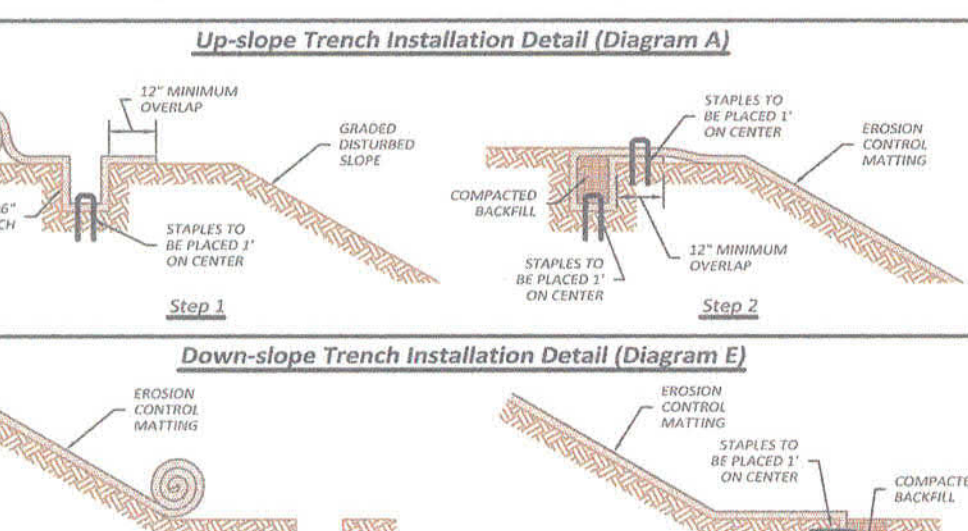 Up-slope Trench Installation Detail (Diagram A)
12" MINIMUM
OVERLAP
GRADED
DISTURBED
SLOPE
6"
STAPLES TO
BE PLACED 1'
ON CENTER
Step 1
STAPLES TO
BE PLACED 1'
ON CENTER
EROSION
CONTROL
MATTING
COMPACTED
BACKFILL
12" MINIMUM
OVERLAP
STAPLES TO
BE PLACED 1'
ON CENTER
Step 2
Down-slope Trench Installation Detail (Diagram E)
EROSION
CONTROL
MATTING
EROSION
CONTROL
MATTING
STAPLES TO
BE PLACED 1'
ON CENTER
BACKFILL